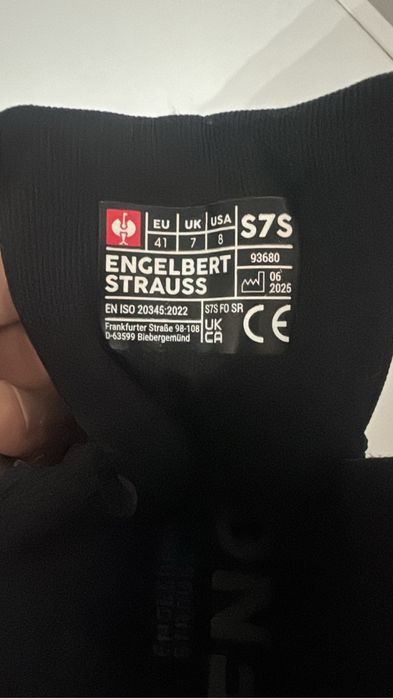 EU UK USA
41 7 8
S7S
ENGELBERT
STRAUSS
93680
06
2025
EN ISO 20345:2022
S7S FO SR
Frankfurter Straße 98-108
D-63599 Biebergemünd
UK
CA
CE